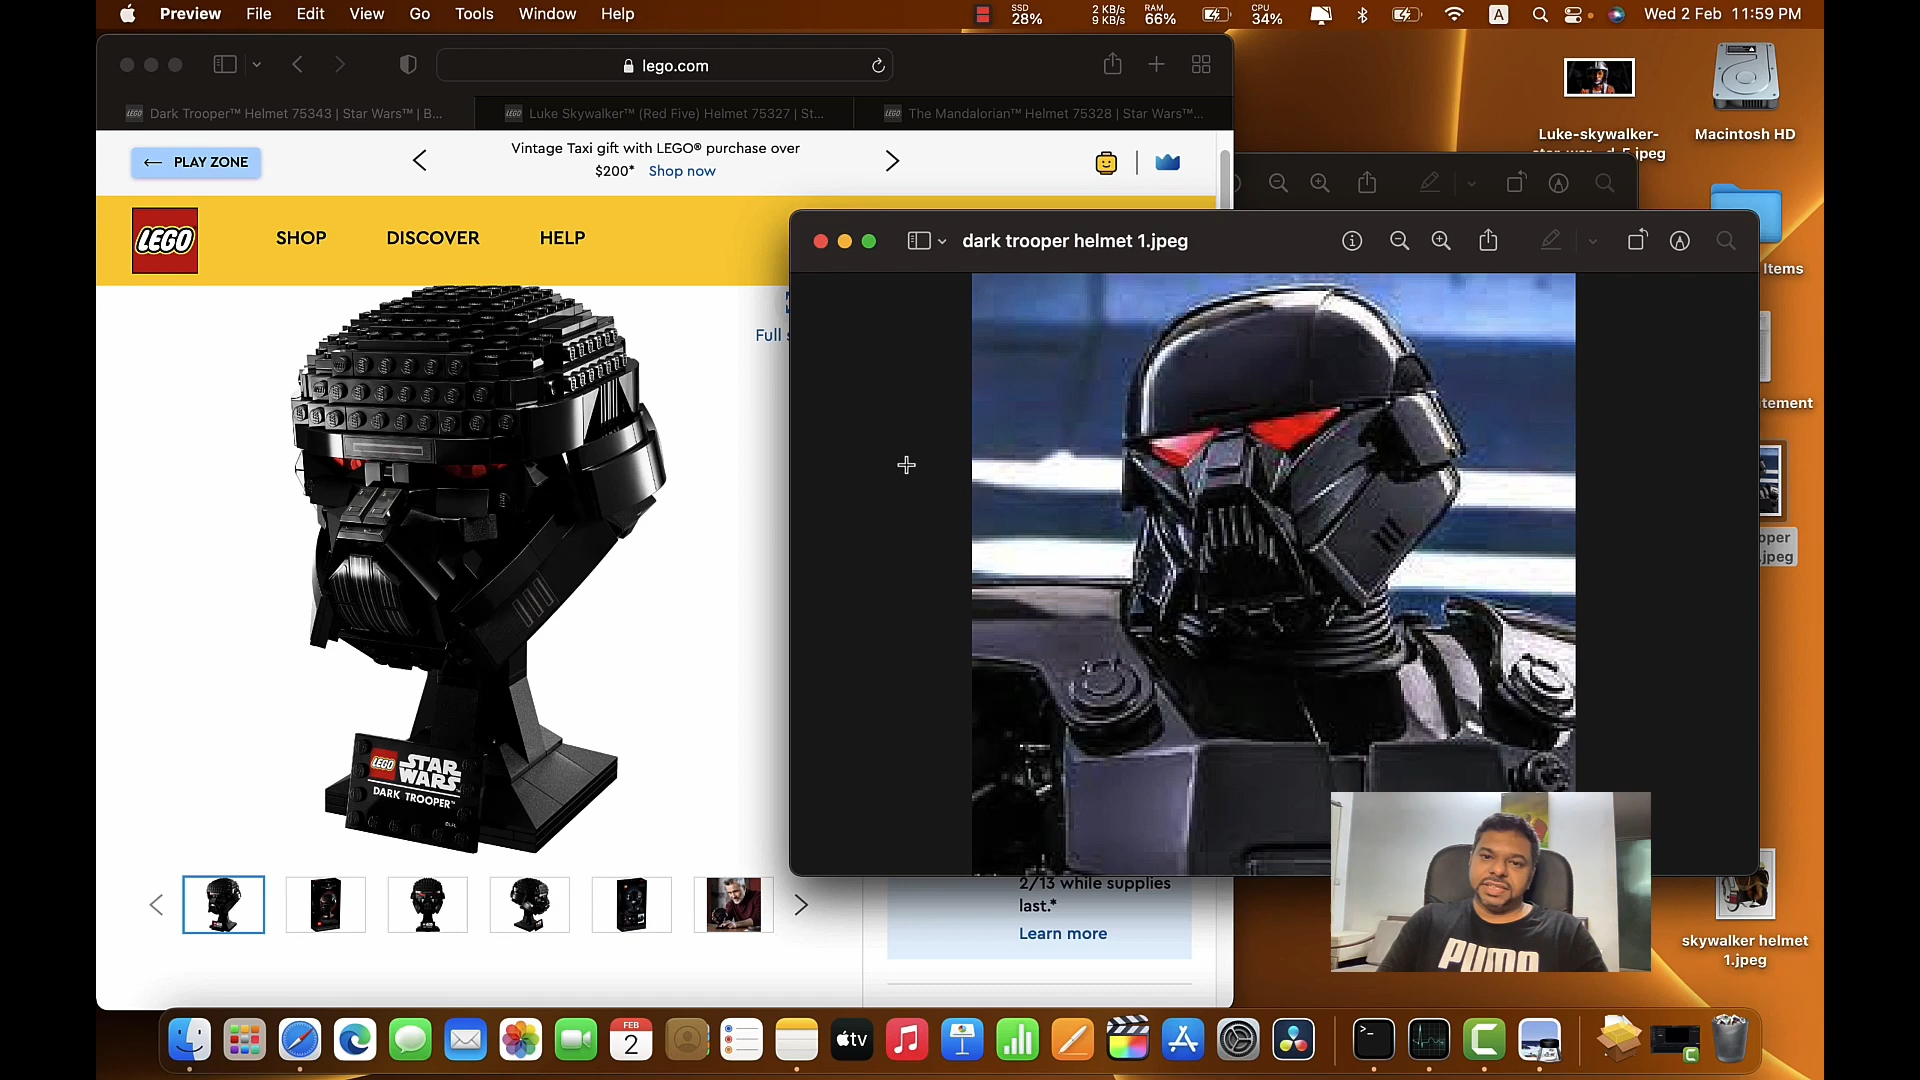 Preview File Edit View Go Tools Window Help
SSD 28%
2 KB/s 9 KB/s
RAM 66%
CPU 34%
A
Wed 2 Feb 11:59 PM
lego.com
Dark Trooper™ Helmet 75343 | Star Wars™ | B...
Luke Skywalker™ (Red Five) Helmet 75327 | St...
The Mandalorian™ Helmet 75328 | Star Wars™...
PLAY ZONE
Vintage Taxi gift with LEGO® purchase over
$200* Shop now
LEGO
SHOP DISCOVER HELP
dark trooper helmet 1.jpeg
Full
LEGO STAR WARS
DARK TROOPER™
2/13 while supplies
last.*
Learn more
Luke-skywalker-
Macintosh HD
Items
tement
skywalker helmet
1.jpeg
PUMA
FEB
2
tv